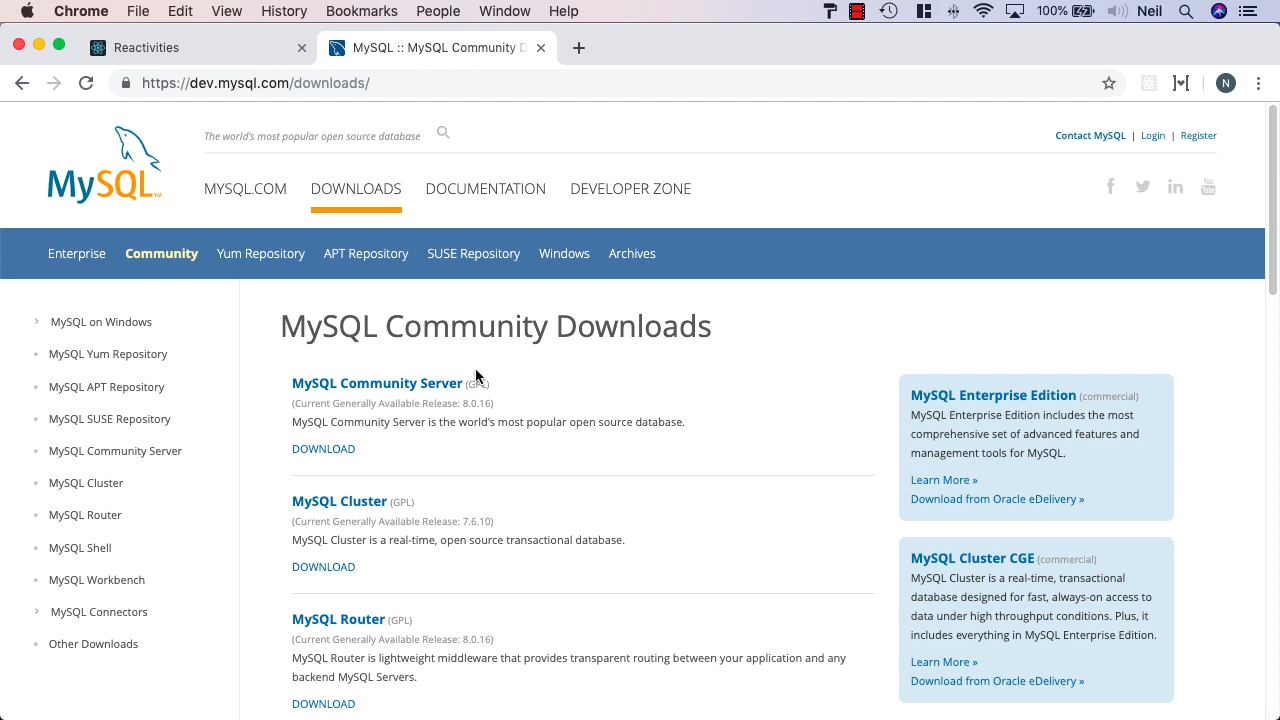 Chrome File Edit View History Bookmarks People Window Help 100% Neil
Reactivities MySQL :: MySQL Community D
https://dev.mysql.com/downloads/ N
MySQL™
The world's most popular open source database
Contact MySQL | Login | Register
MYSQL.COM DOWNLOADS DOCUMENTATION DEVELOPER ZONE
You Tube
Enterprise Community Yum Repository APT Repository SUSE Repository Windows Archives
MySQL on Windows
MySQL Yum Repository
MySQL APT Repository
MySQL SUSE Repository
MySQL Community Server
MySQL Cluster
MySQL Router
MySQL Shell
MySQL Workbench
MySQL Connectors
Other Downloads
MySQL Community Downloads
MySQL Community Server (GPL)
(Current Generally Available Release: 8.0.16)
MySQL Community Server is the world's most popular open source database.
DOWNLOAD
MySQL Cluster (GPL)
(Current Generally Available Release: 7.6.10)
MySQL Cluster is a real-time, open source transactional database.
DOWNLOAD
MySQL Router (GPL)
(Current Generally Available Release: 8.0.16)
MySQL Router is lightweight middleware that provides transparent routing between your application and any
backend MySQL Servers.
DOWNLOAD
MySQL Enterprise Edition (commercial)
MySQL Enterprise Edition includes the most
comprehensive set of advanced features and
management tools for MySQL.
Learn More »
Download from Oracle eDelivery »
MySQL Cluster CGE (commercial)
MySQL Cluster is a real-time, transactional
database designed for fast, always-on access to
data under high throughput conditions. Plus, it
includes everything in MySQL Enterprise Edition.
Learn More »
Download from Oracle eDelivery »